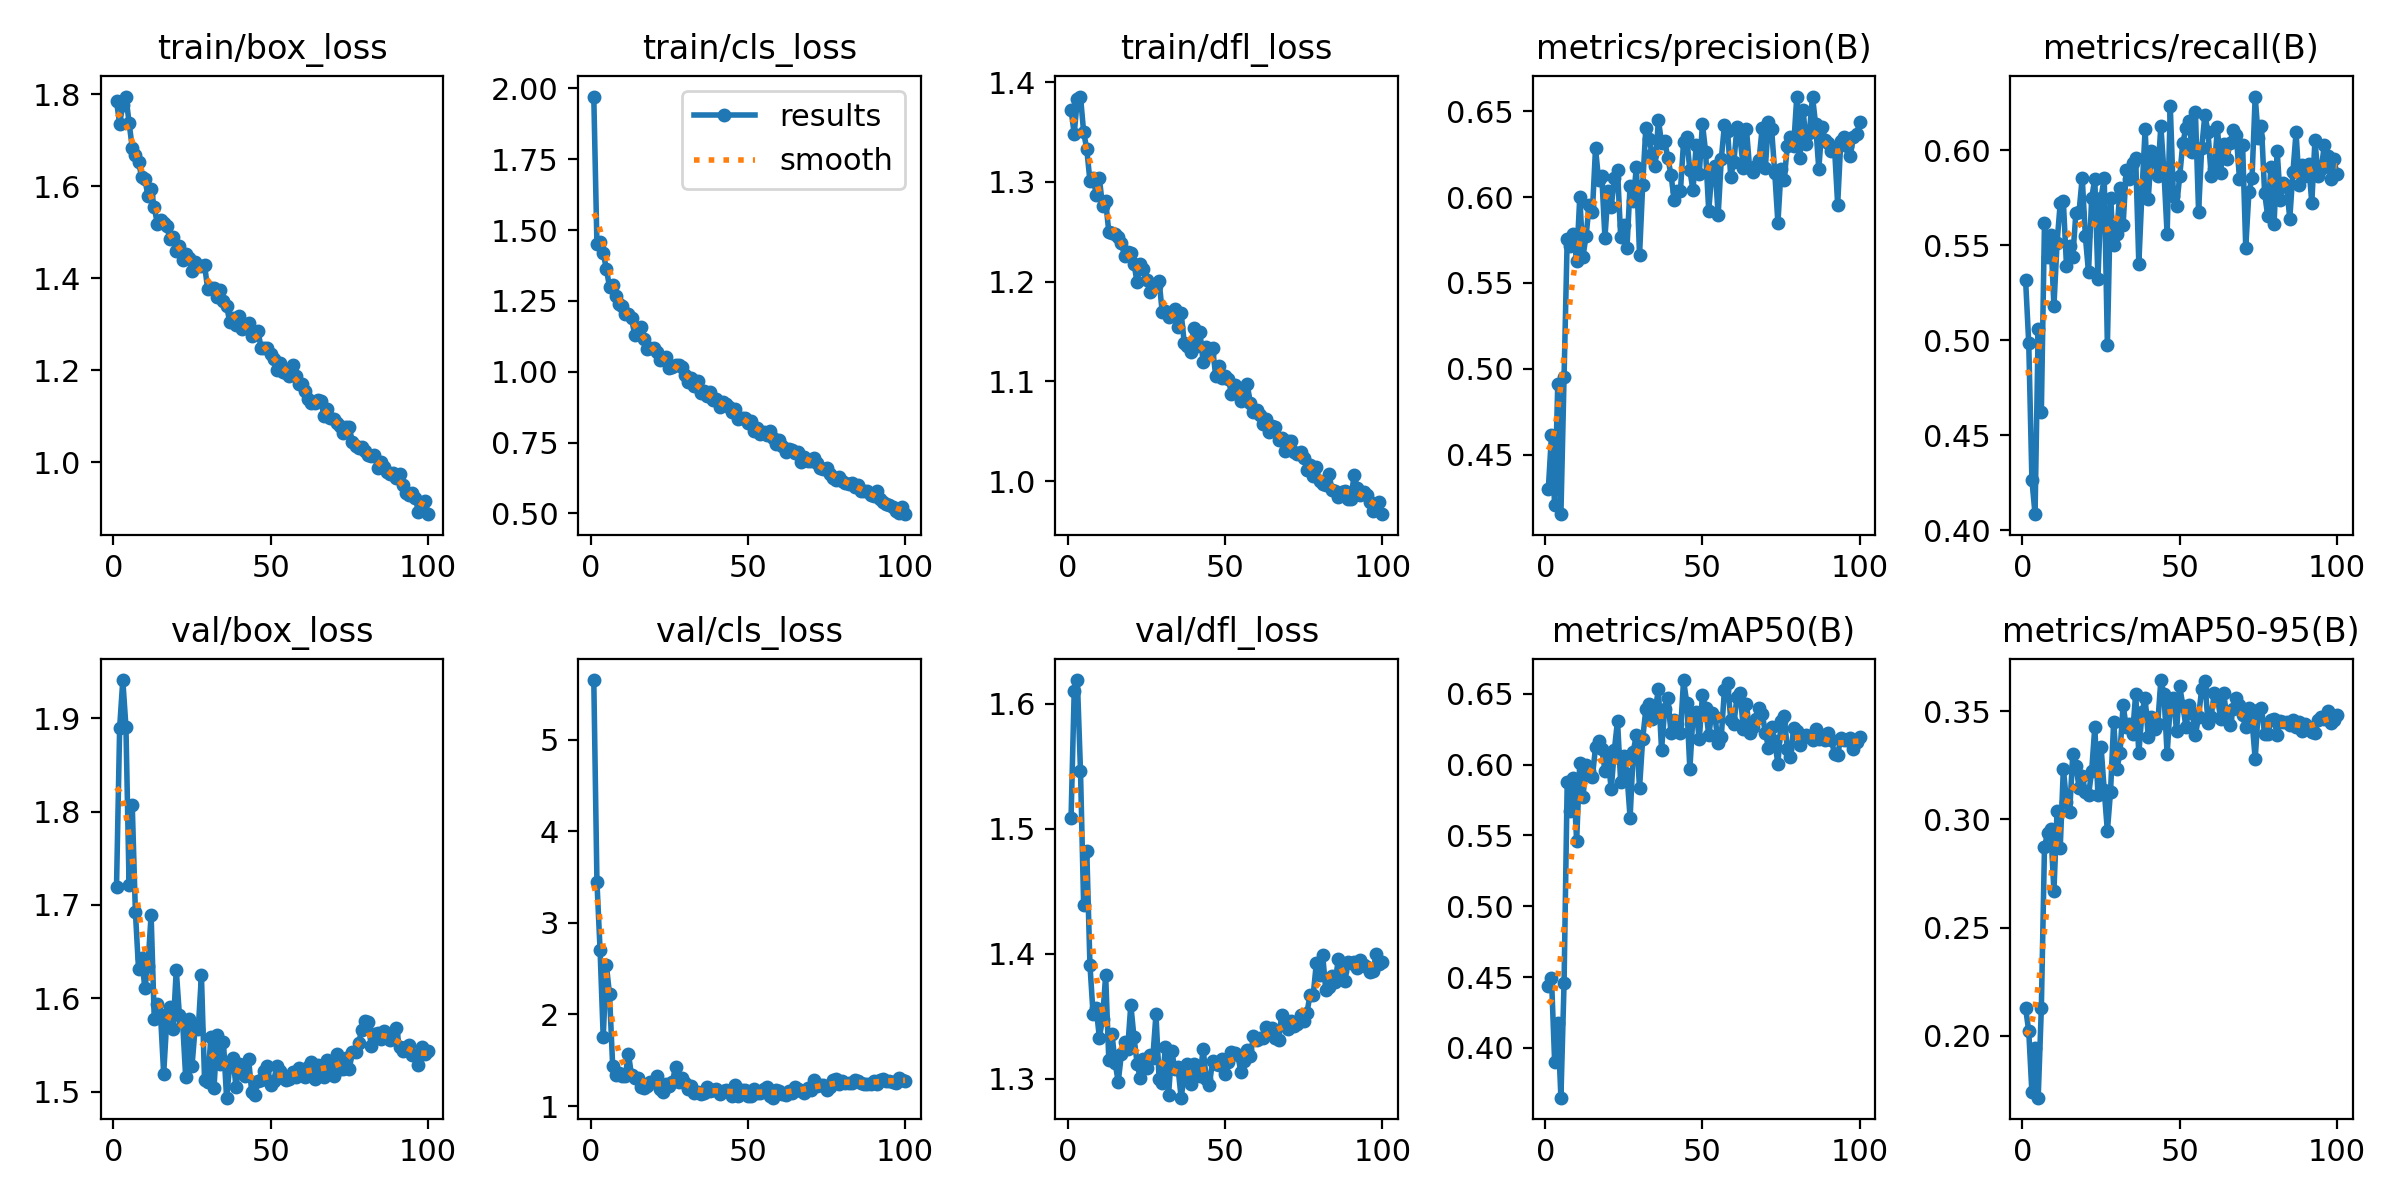 train/box_loss
1.8
1.6
1.4
1.2
1.0
0 50 100
train/cls_loss
results
smooth
2.00
1.75
1.50
1.25
1.00
0.75
0.50
0 50 100
train/dfl_loss
1.4
1.3
1.2
1.1
1.0
0 50 100
metrics/precision(B)
0.65
0.60
0.55
0.50
0.45
0 50 100
metrics/recall(B)
0.60
0.55
0.50
0.45
0.40
0 50 100
val/box_loss
1.9
1.8
1.7
1.6
1.5
0 50 100
val/cls_loss
5
4
3
2
1
0 50 100
val/dfl_loss
1.6
1.5
1.4
1.3
0 50 100
metrics/mAP50(B)
0.65
0.60
0.55
0.50
0.45
0.40
0 50 100
metrics/mAP50-95(B)
0.35
0.30
0.25
0.20
0 50 100